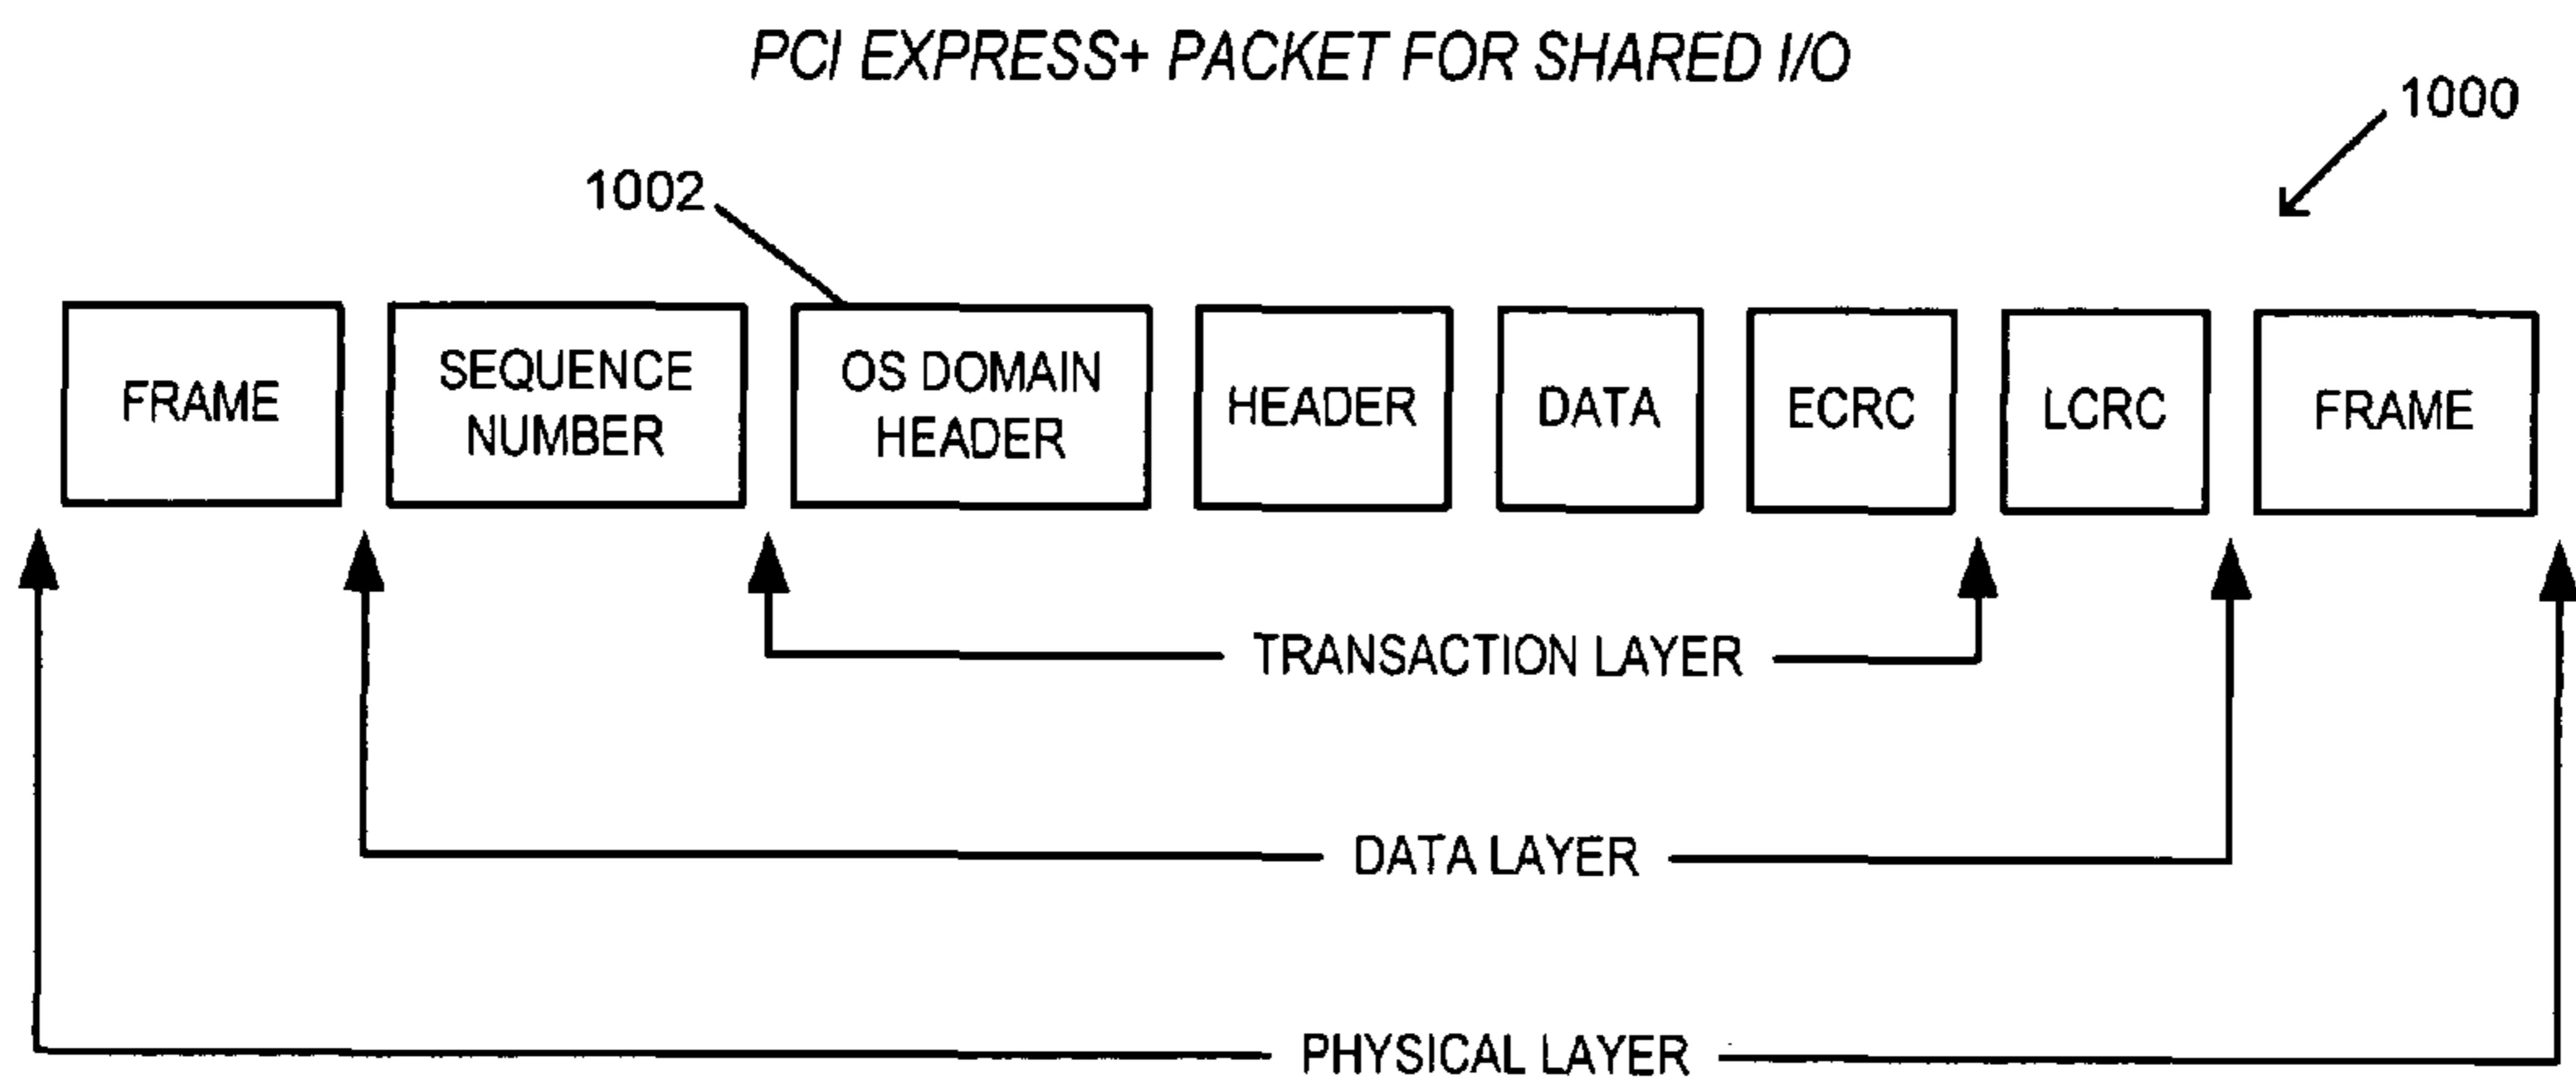 PCI EXPRESS+ PACKET FOR SHARED I/O
1000
1002
FRAME
SEQUENCE
NUMBER
OS DOMAIN
HEADER
HEADER
DATA
ECRC
LCRC
FRAME
TRANSACTION LAYER
DATA LAYER
PHYSICAL LAYER